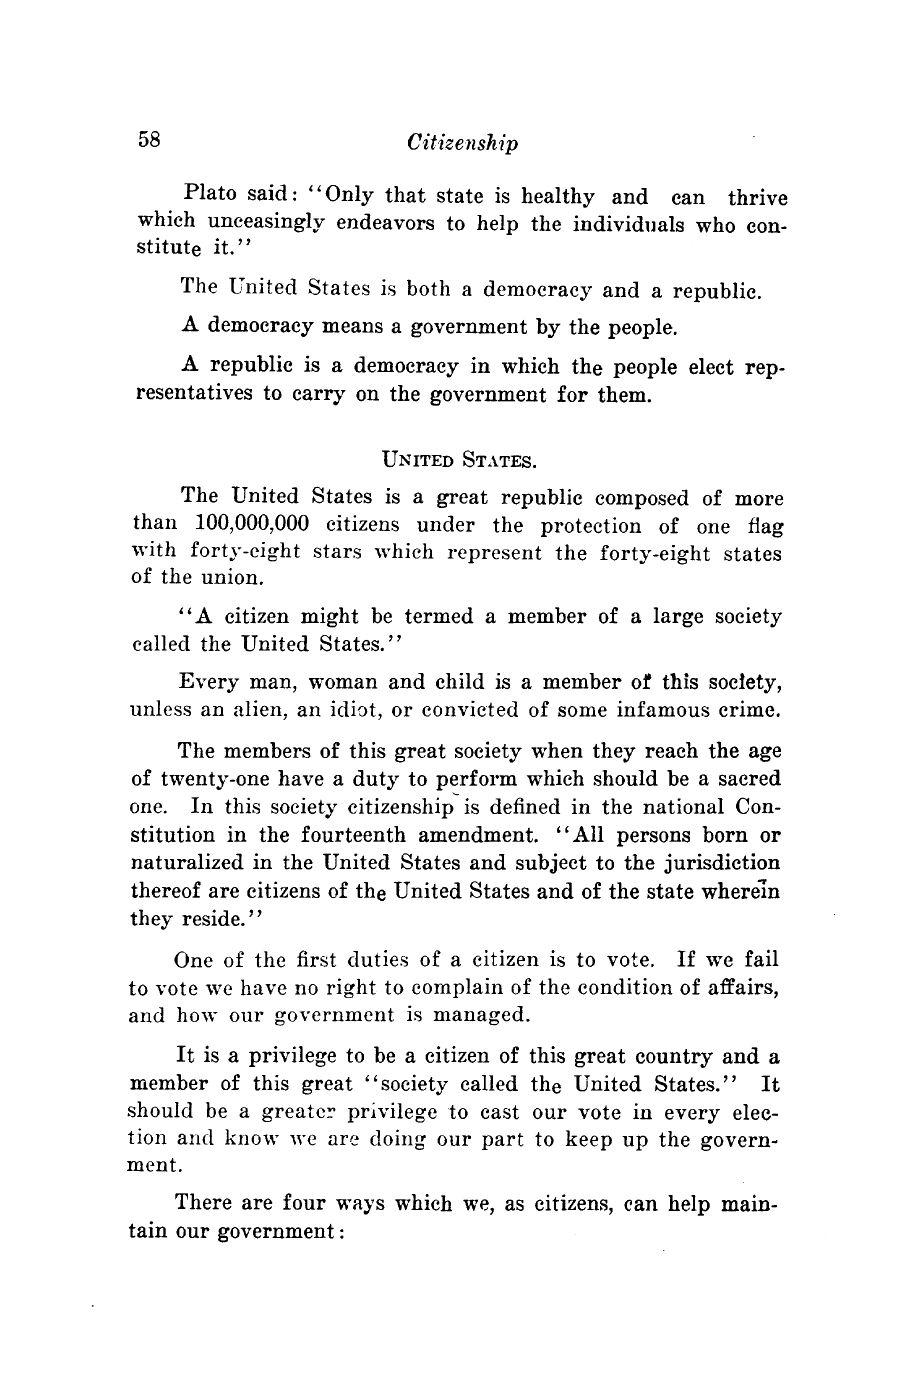 58 Citizenship
Plato said: "Only that state is healthy and can thrive
which unceasingly endeavors to help the individuals who con-
stitute it."
The United States is both a democracy and a republic.
A democracy means a government by the people.
A republic is a democracy in which the people elect rep-
resentatives to carry on the government for them.
UNITED STATES.
The United States is a great republic composed of more
than 100,000,000 citizens under the protection of one flag
with forty-eight stars which represent the forty-eight states
of the union.
"A citizen might be termed a member of a large society
called the United States."
Every man, woman and child is a member of this society,
unless an alien, an idiot, or convicted of some infamous crime.
The members of this great society when they reach the age
of twenty-one have a duty to perform which should be a sacred
one. In this society citizenship is defined in the national Con-
stitution in the fourteenth amendment. "All persons born or
naturalized in the United States and subject to the jurisdiction
thereof are citizens of the United States and of the state wherein
they reside."
One of the first duties of a citizen is to vote. If we fail
to vote we have no right to complain of the condition of affairs,
and how our government is managed.
It is a privilege to be a citizen of this great country and a
member of this great "society called the United States." It
should be a greater privilege to cast our vote in every elec-
tion and know we are doing our part to keep up the govern-
ment.
There are four ways which we, as citizens, can help main-
tain our government: